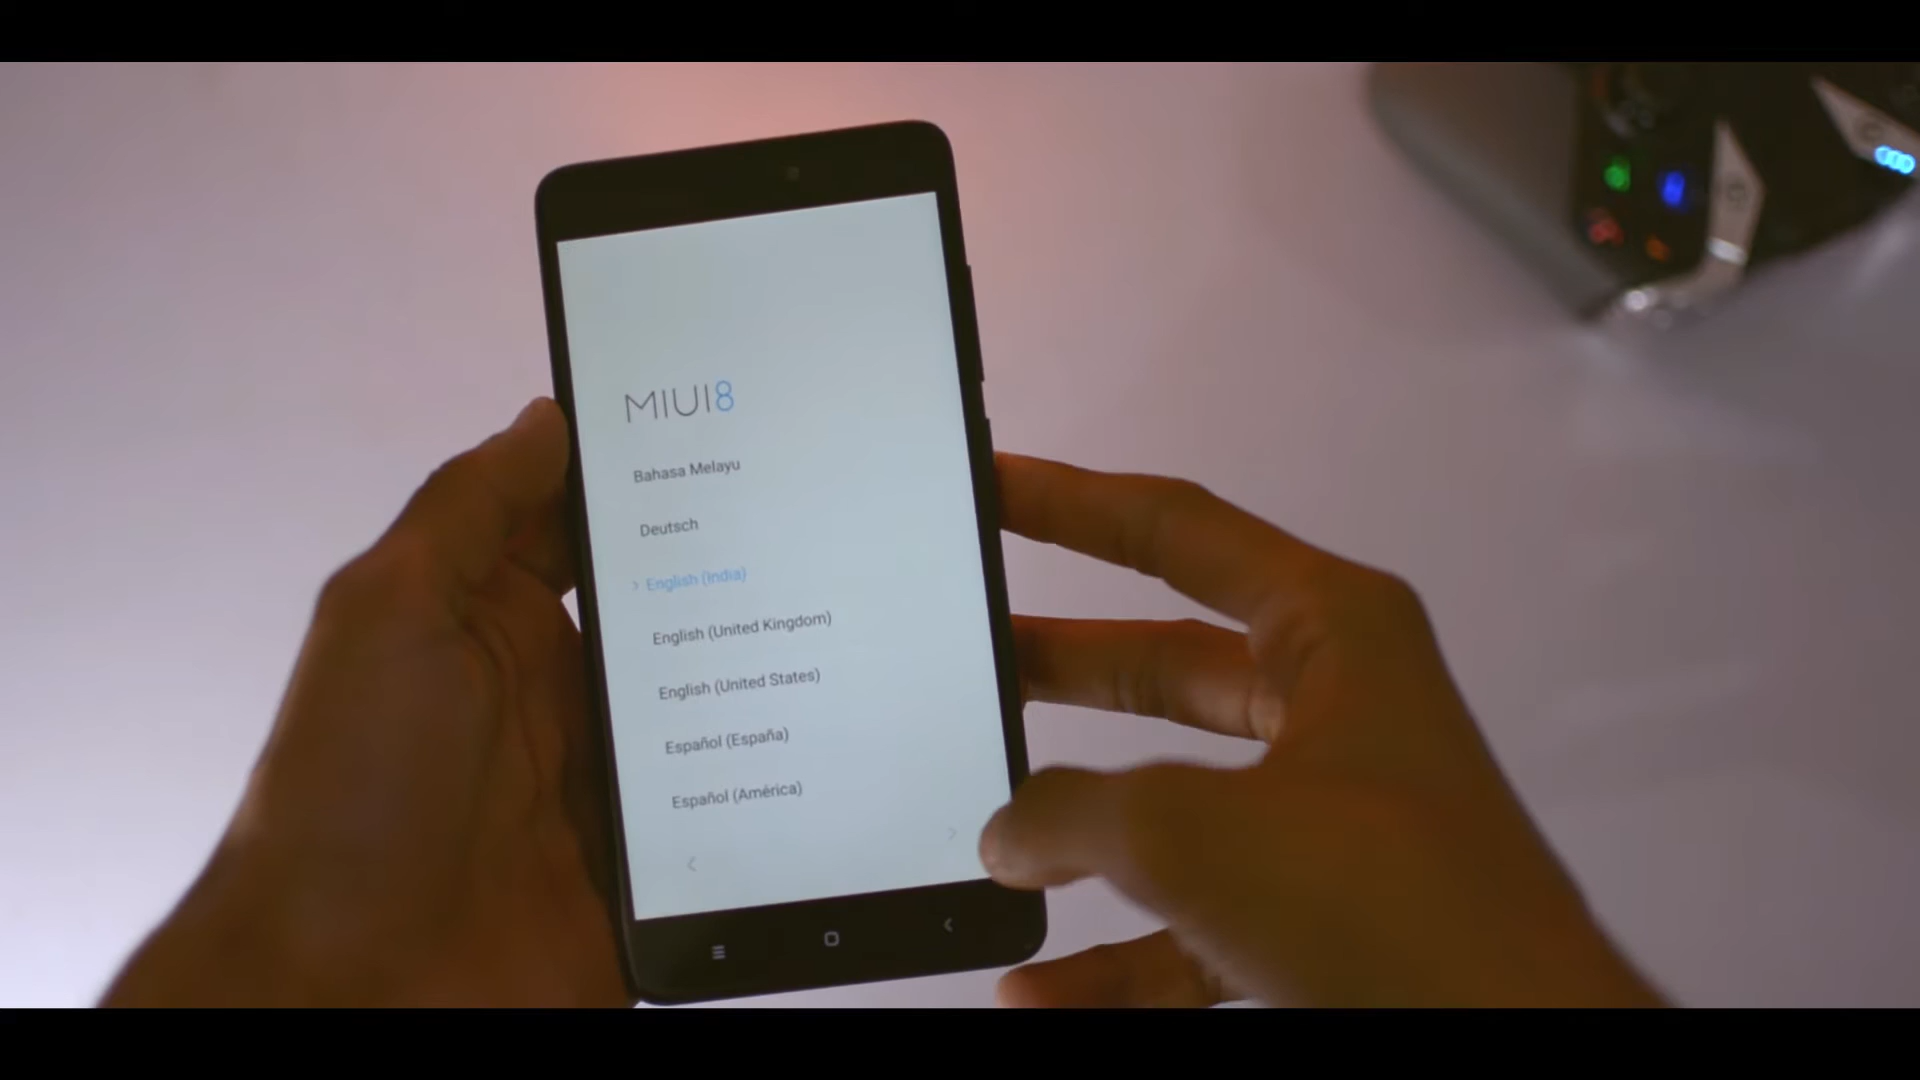 MIUI8
Bahasa Melayu
Deutsch
English (India)
English (United Kingdom)
English (United States)
Español (España)
Español (América)